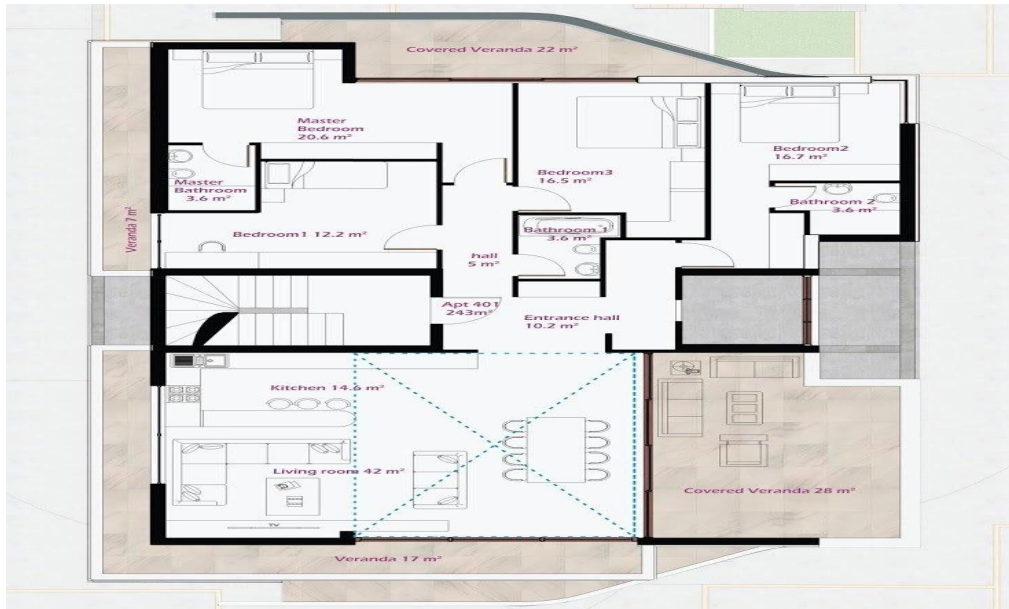 Covered Veranda 22 m²
Master
Bedroom
20.6 m²
Bedroom2
16.7 m²
Bedroom3
16.5 m²
Master
Bathroom
3.6 m²
Bathroom 2
3.6 m²
Veranda 7 m²
Bedroom1 12.2 m²
Bathroom 1
3.6 m²
hall
5 m²
Apt 401
243m²
Entrance hall
10.2 m²
Kitchen 14.6 m²
Living room 42 m²
Covered Veranda 28 m²
TV
Veranda 17 m²